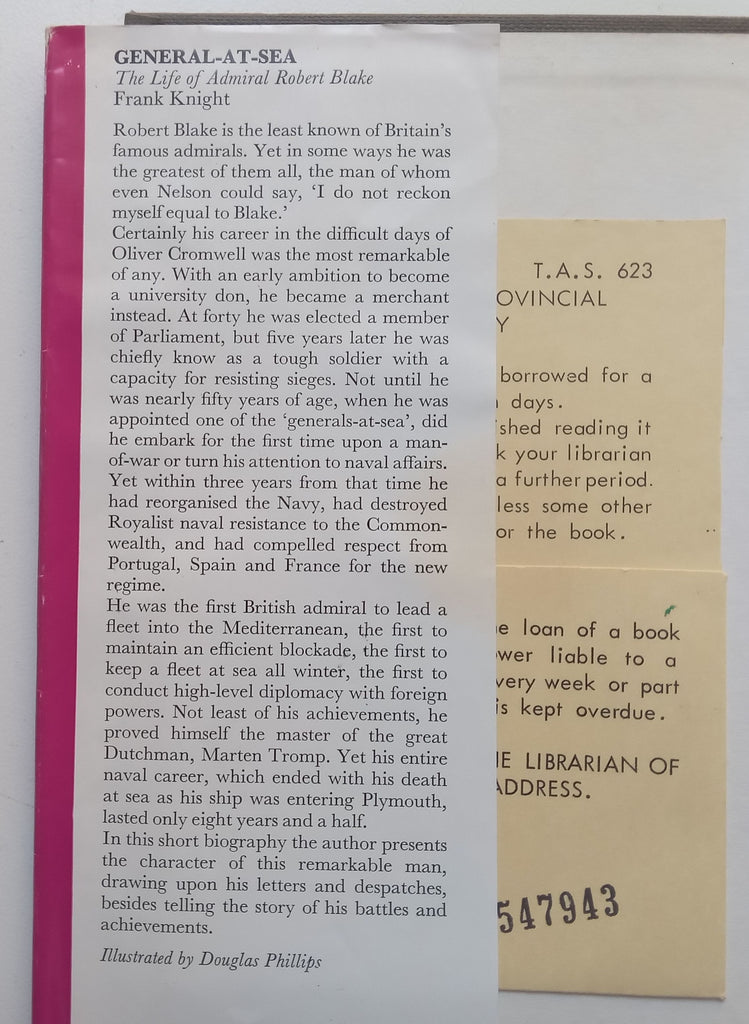 GENERAL-AT-SEA
The Life of Admiral Robert Blake
Frank Knight
Robert Blake is the least known of Britain's
famous admirals. Yet in some ways he was
the greatest of them all, the man of whom
even Nelson could say, 'I do not reckon
myself equal to Blake.'
Certainly his career in the difficult days of
Oliver Cromwell was the most remarkable
of any. With an early ambition to become
a university don, he became a merchant
instead. At forty he was elected a member
of Parliament, but five years later he was
chiefly know as a tough soldier with a
capacity for resisting sieges. Not until he
was nearly fifty years of age, when he was
appointed one of the 'generals-at-sea', did
he embark for the first time upon a man-
of-war or turn his attention to naval affairs.
Yet within three years from that time he
had reorganised the Navy, had destroyed
Royalist naval resistance to the Common-
wealth, and had compelled respect from
Portugal, Spain and France for the new
regime.
He was the first British admiral to lead a
fleet into the Mediterranean, the first to
maintain an efficient blockade, the first to
keep a fleet at sea all winter, the first to
conduct high-level diplomacy with foreign
powers. Not least of his achievements, he
proved himself the master of the great
Dutchman, Marten Tromp. Yet his entire
naval career, which ended with his death
at sea as his ship was entering Plymouth,
lasted only eight years and a half.
In this short biography the author presents
the character of this remarkable man,
drawing upon his letters and despatches,
besides telling the story of his battles and
achievements.
Illustrated by Douglas Phillips
T.A.S. 623
OVINCIAL
Y
borrowed for a
days.
shed reading it
k your librarian
a further period.
less some other
or the book.
e loan of a book
wer liable to a
very week or part
is kept overdue.
E LIBRARIAN OF
ADDRESS.
547943